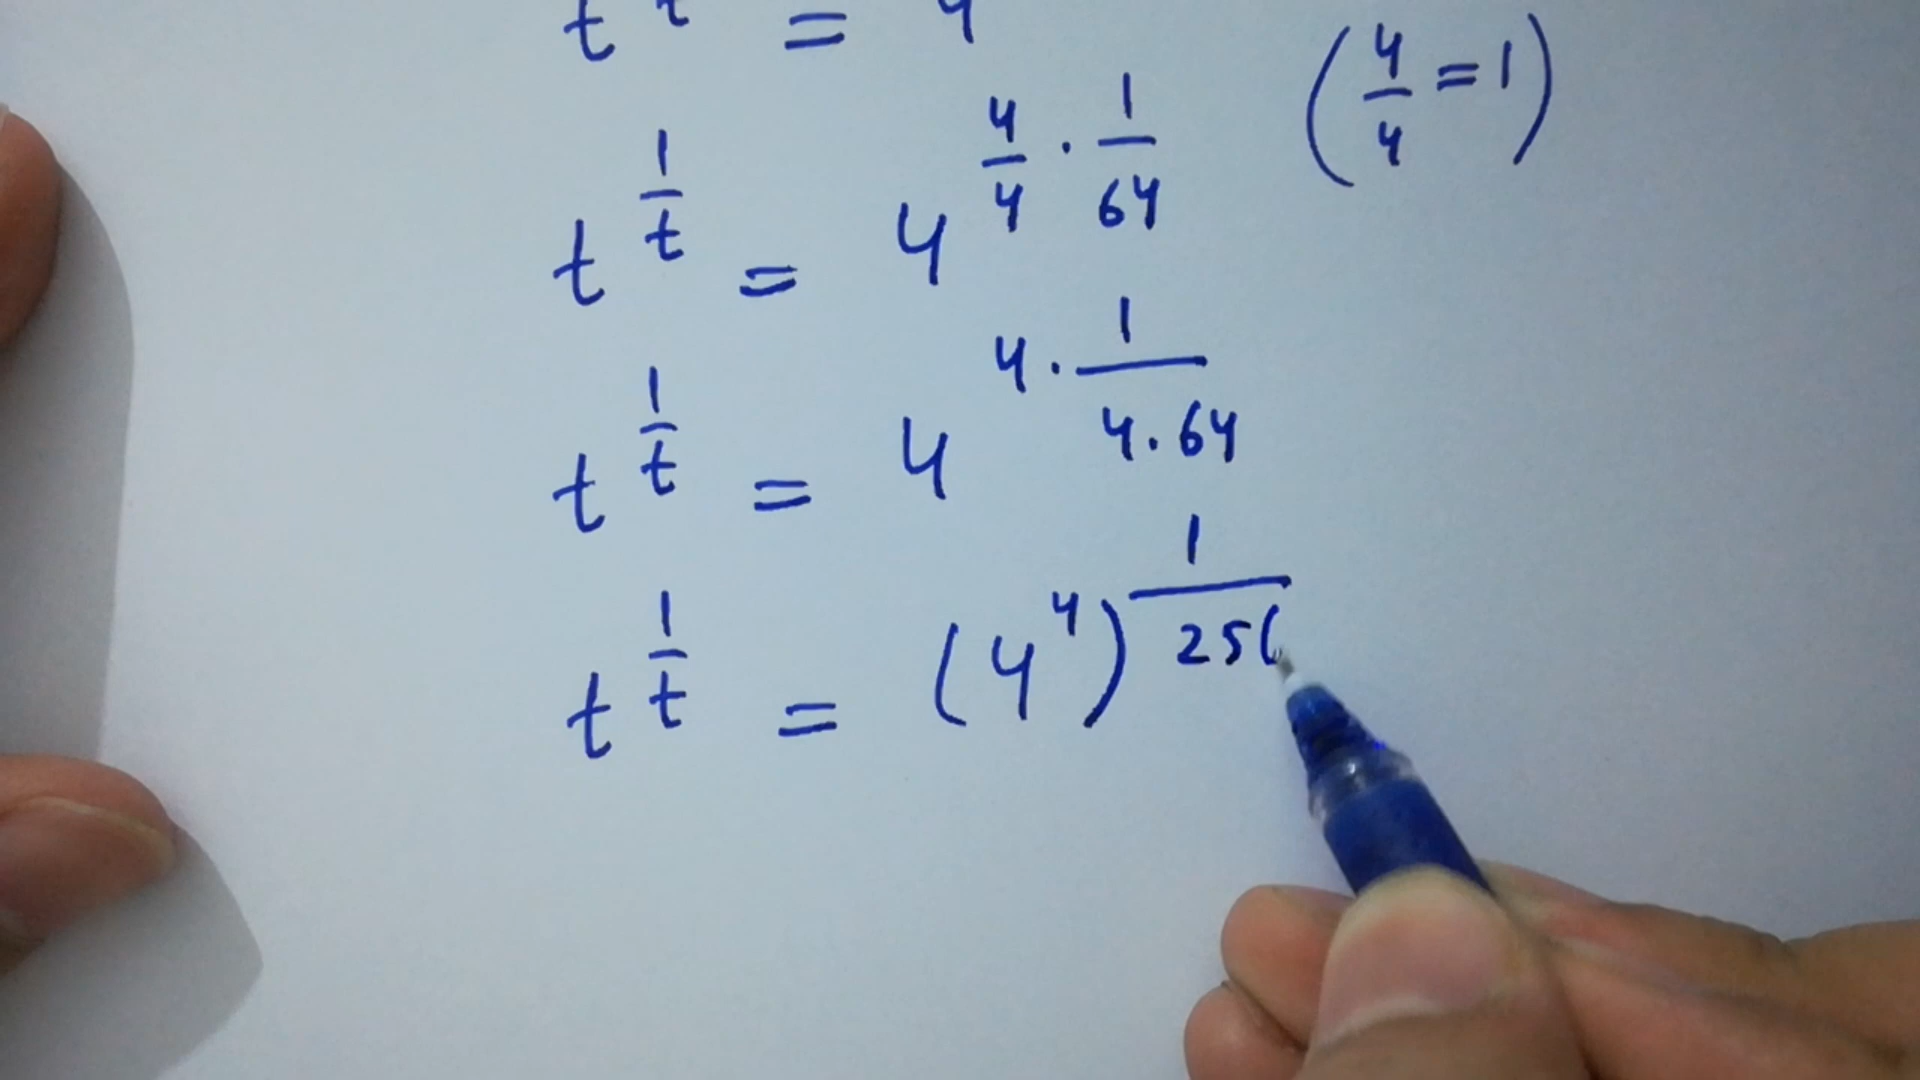 t^t = 4
t^(1/t) = 4^(4/4 · 1/64) (4/4 = 1)
t^(1/t) = 4^(4 · 1/(4.64))
t^(1/t) = (4^4)^(1/256)